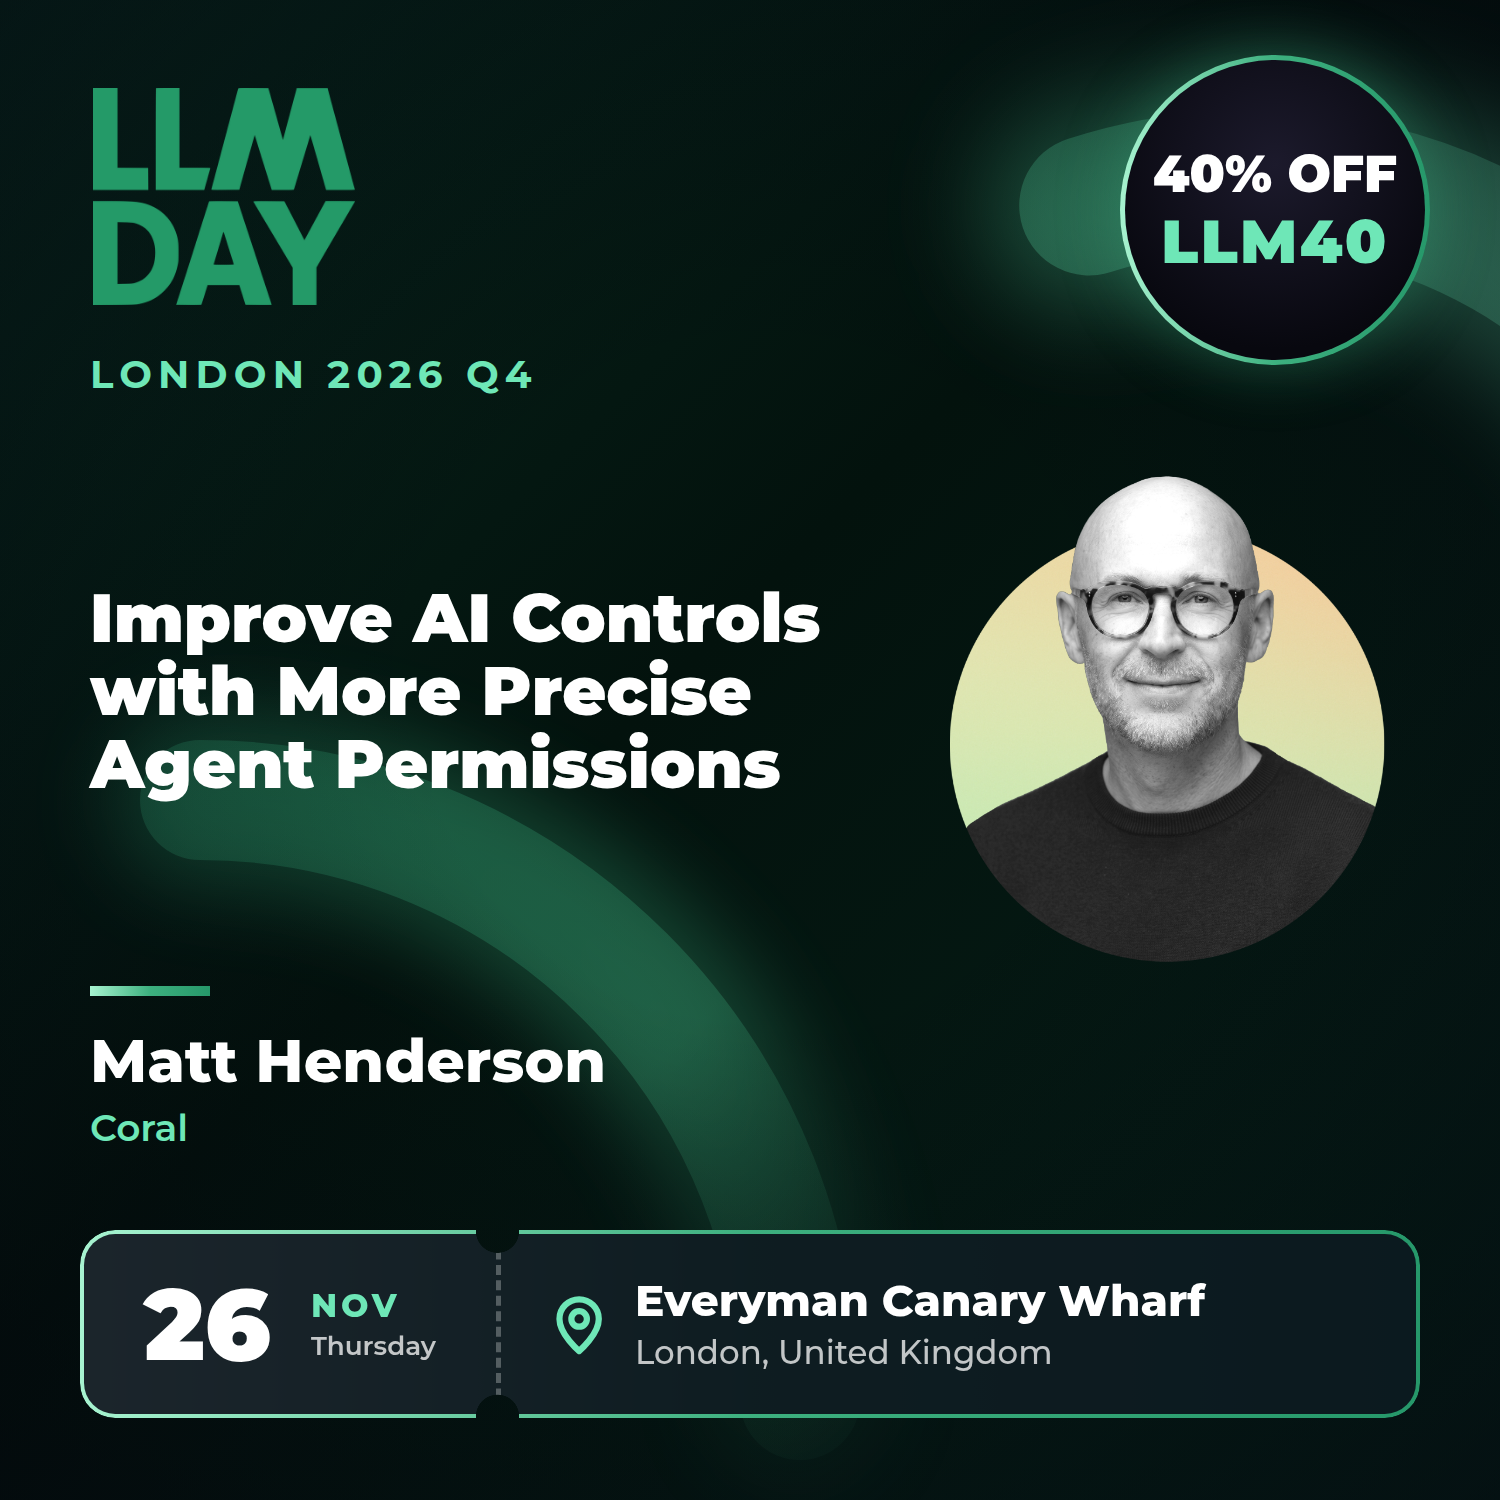 LLM
DAY
LONDON 2026 Q4
40% OFF
LLM40
Improve AI Controls
with More Precise
Agent Permissions
Matt Henderson
Coral
26
NOV
Thursday
Everyman Canary Wharf
London, United Kingdom